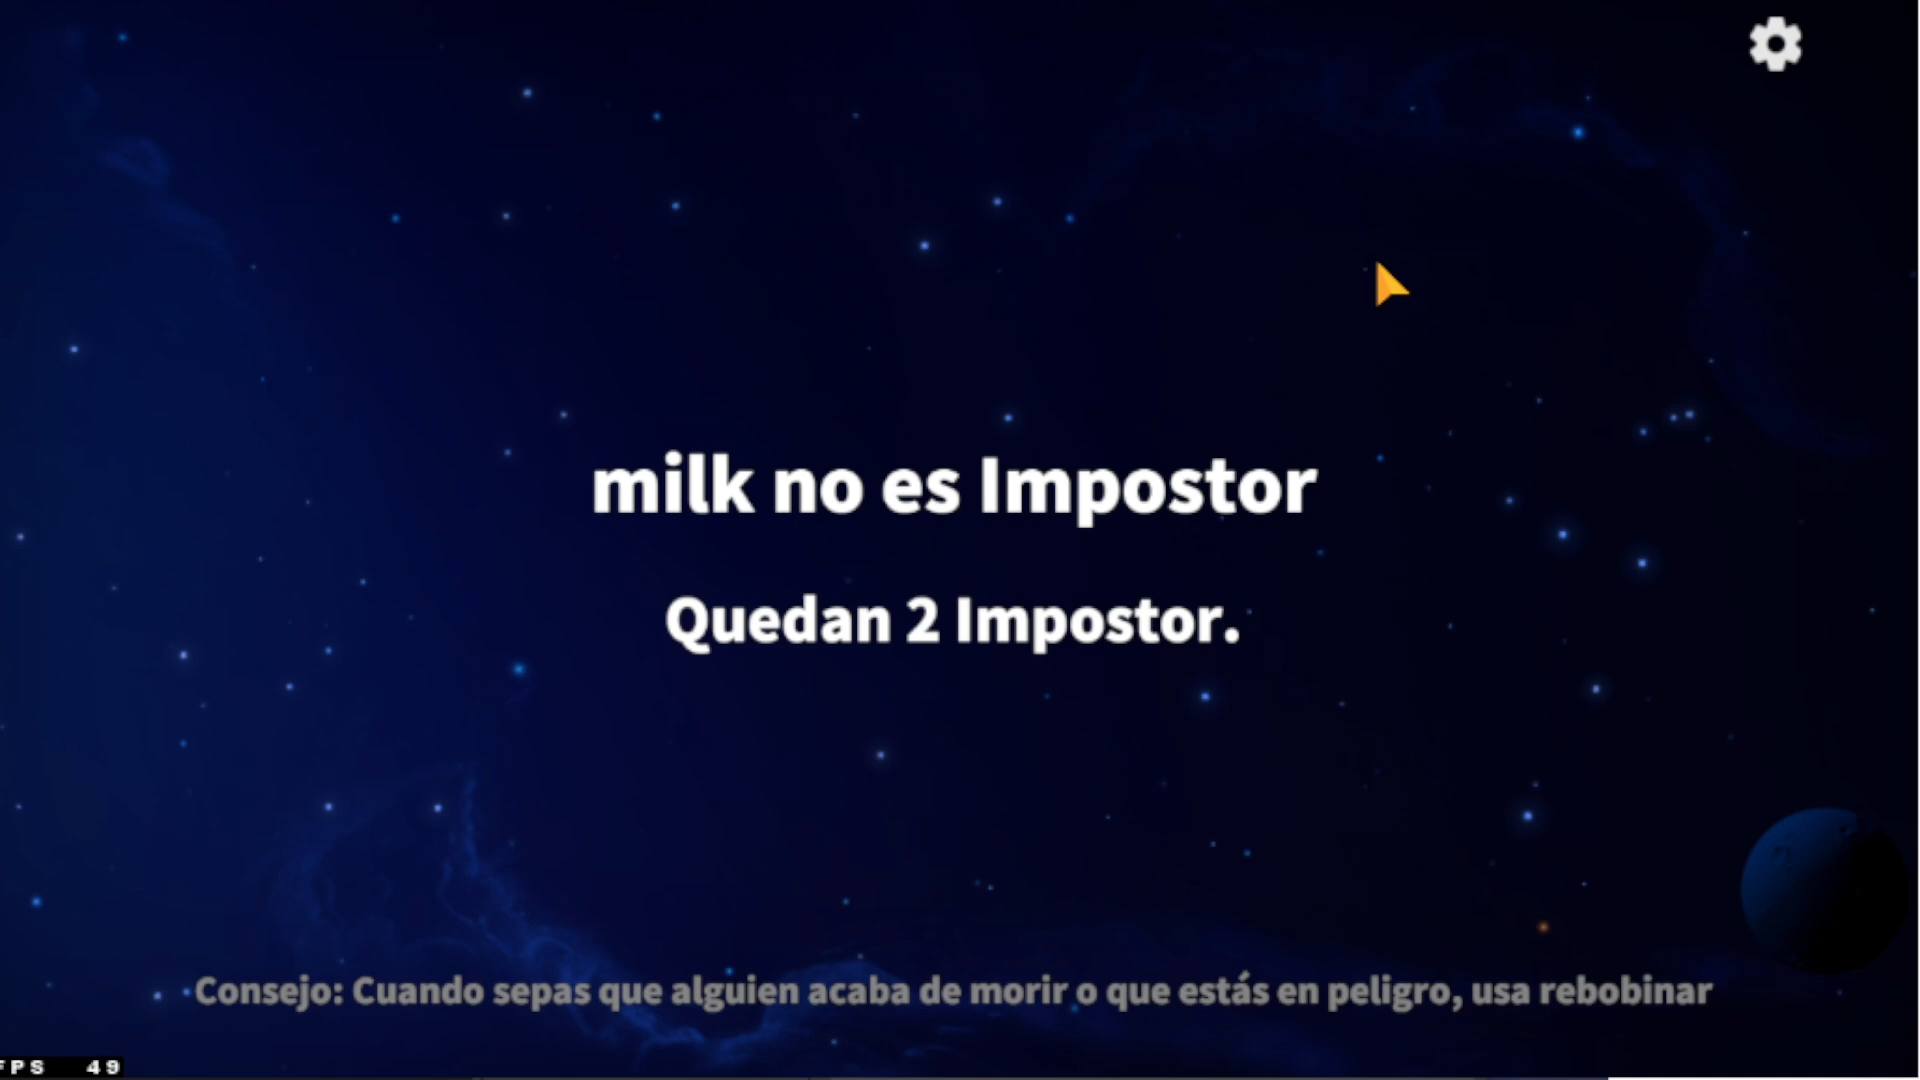 milk no es Impostor
Quedan 2 Impostor.
Consejo: Cuando sepas que alguien acaba de morir o que estás en peligro, usa rebobinar
FPS 49